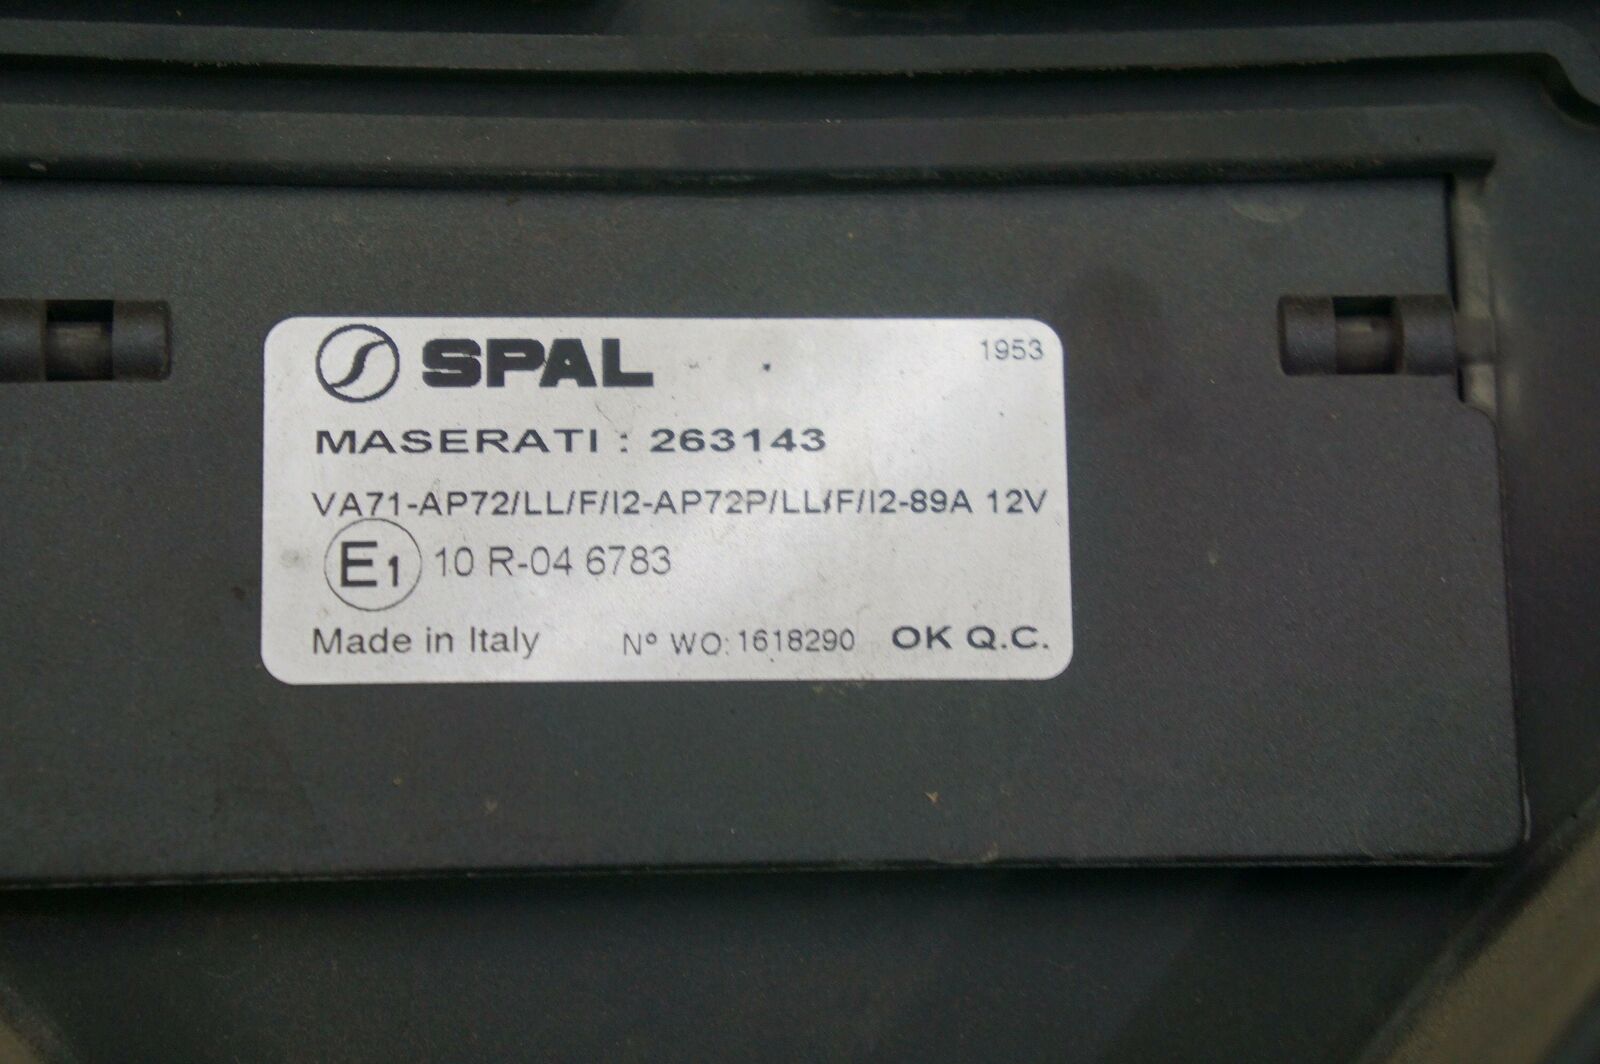 SPAL 1953
MASERATI : 263143
VA71-AP72/LL/F/I2-AP72P/LL/F/I2-89A 12V
E1 10 R-04 6783
Made in Italy Nº WO: 1618290 OK Q.C.